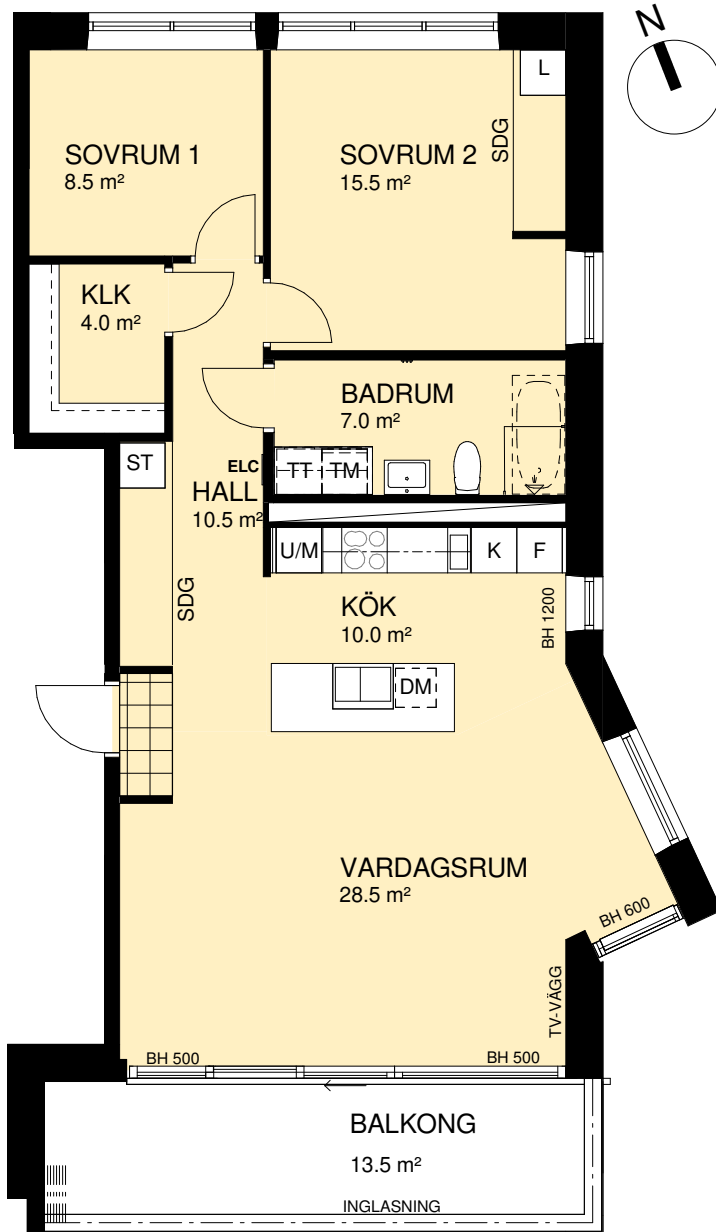 N
L
SDG
SOVRUM 1
8.5 m²
SOVRUM 2
15.5 m²
KLK
4.0 m²
BADRUM
7.0 m²
ST
ELC
TT
TM
HALL
10.5 m²
U/M
K
F
SDG
KÖK
10.0 m²
BH 1200
DM
VARDAGSRUM
28.5 m²
BH 600
TV-VÄGG
BH 500
BH 500
BALKONG
13.5 m²
INGLASNING